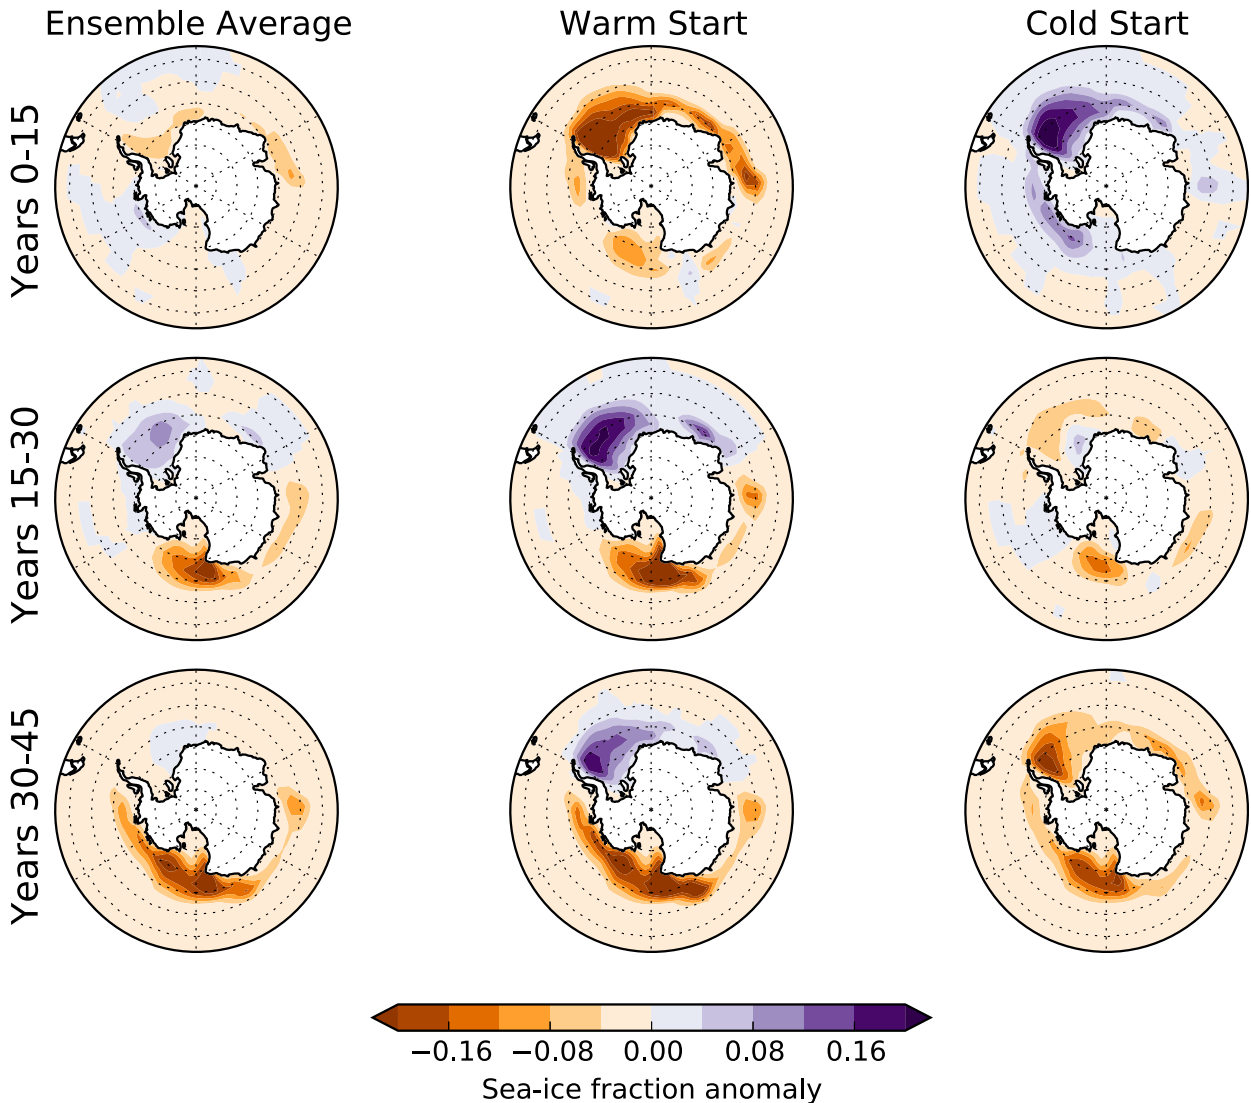 Ensemble Average
Warm Start
Cold Start
Years 0-15
Years 15-30
Years 30-45
−0.16
−0.08
0.00
0.08
0.16
Sea-ice fraction anomaly